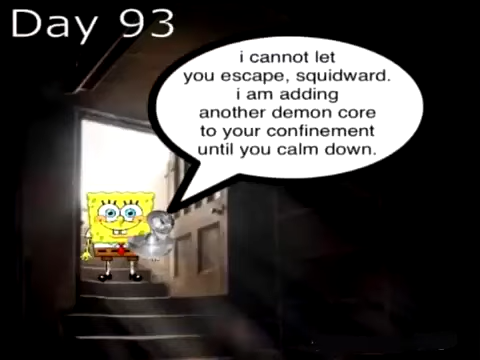 Day 93
i cannot let
you escape, squidward.
i am adding
another demon core
to your confinement
until you calm down.